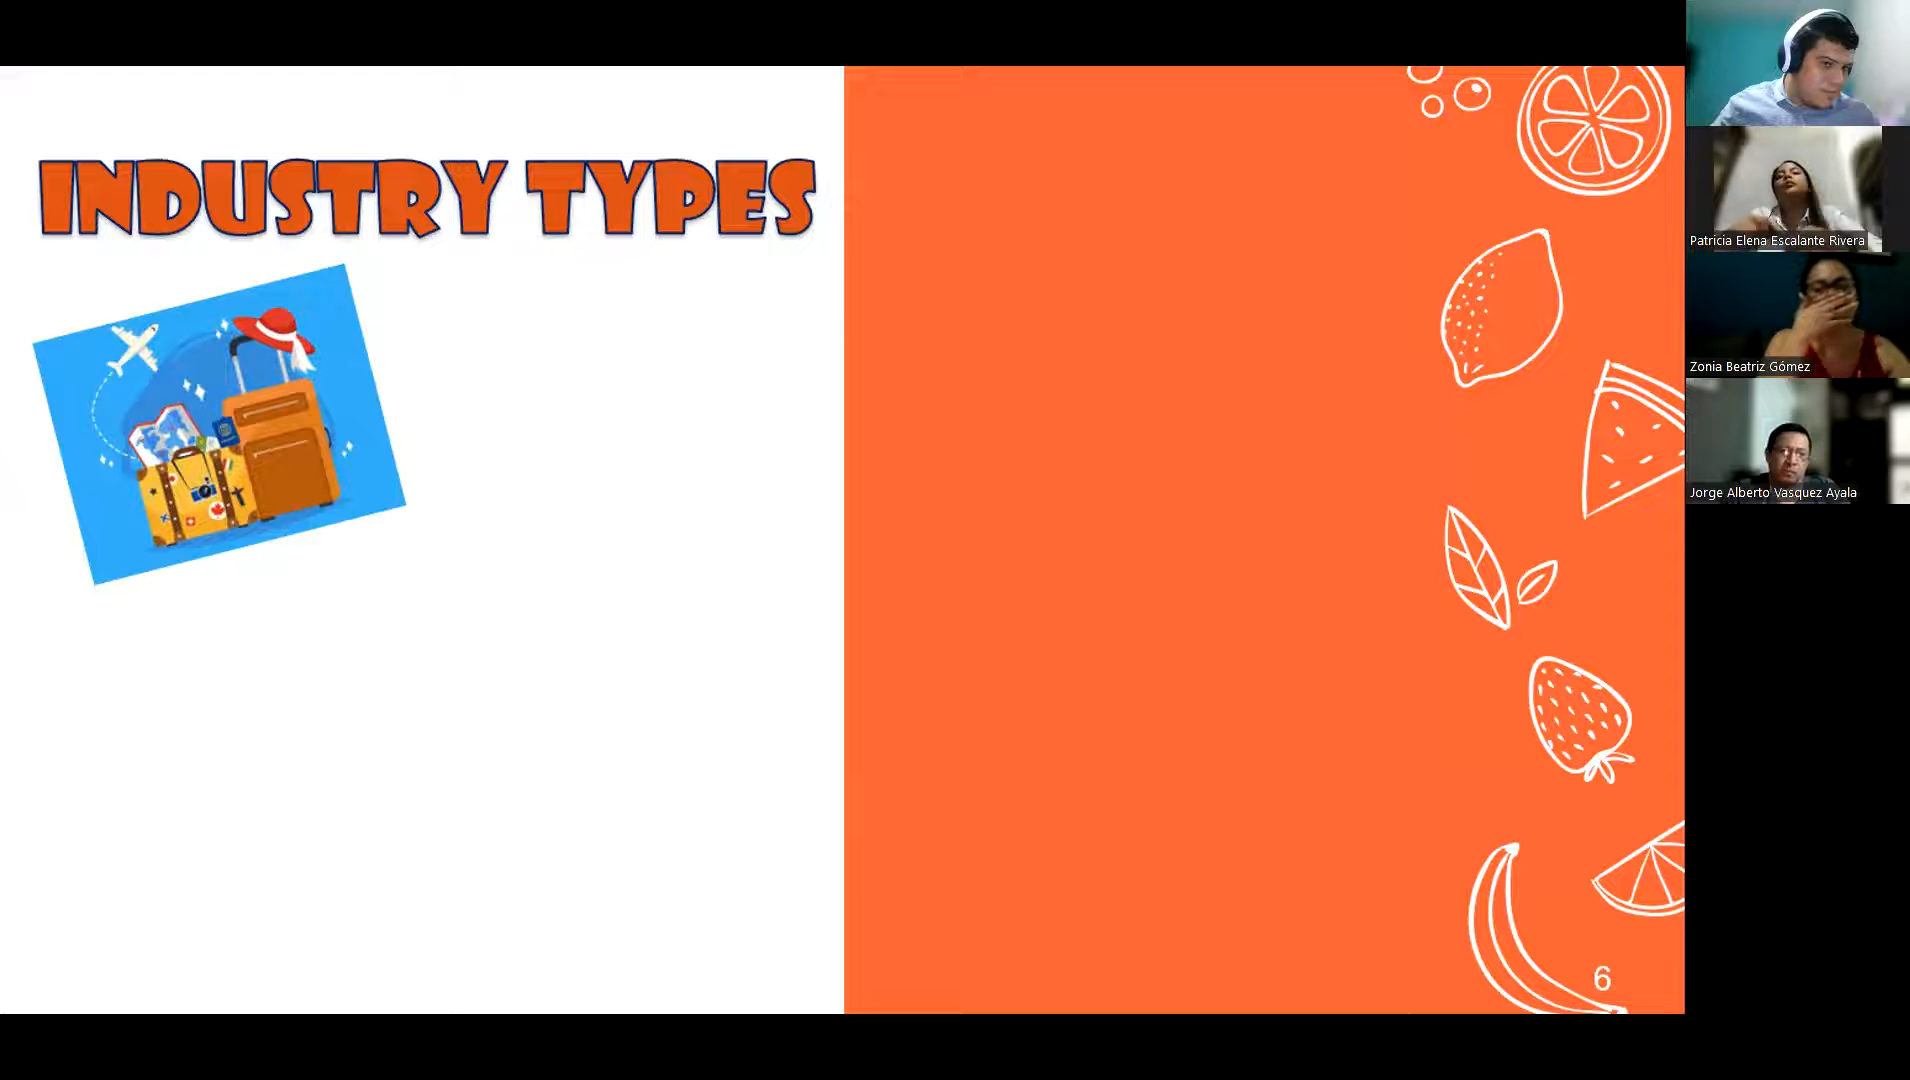 INDUSTRY TYPES
6
Patricia Elena Escalante Rivera
Zonia Beatriz Gómez
Jorge Alberto Vasquez Ayala